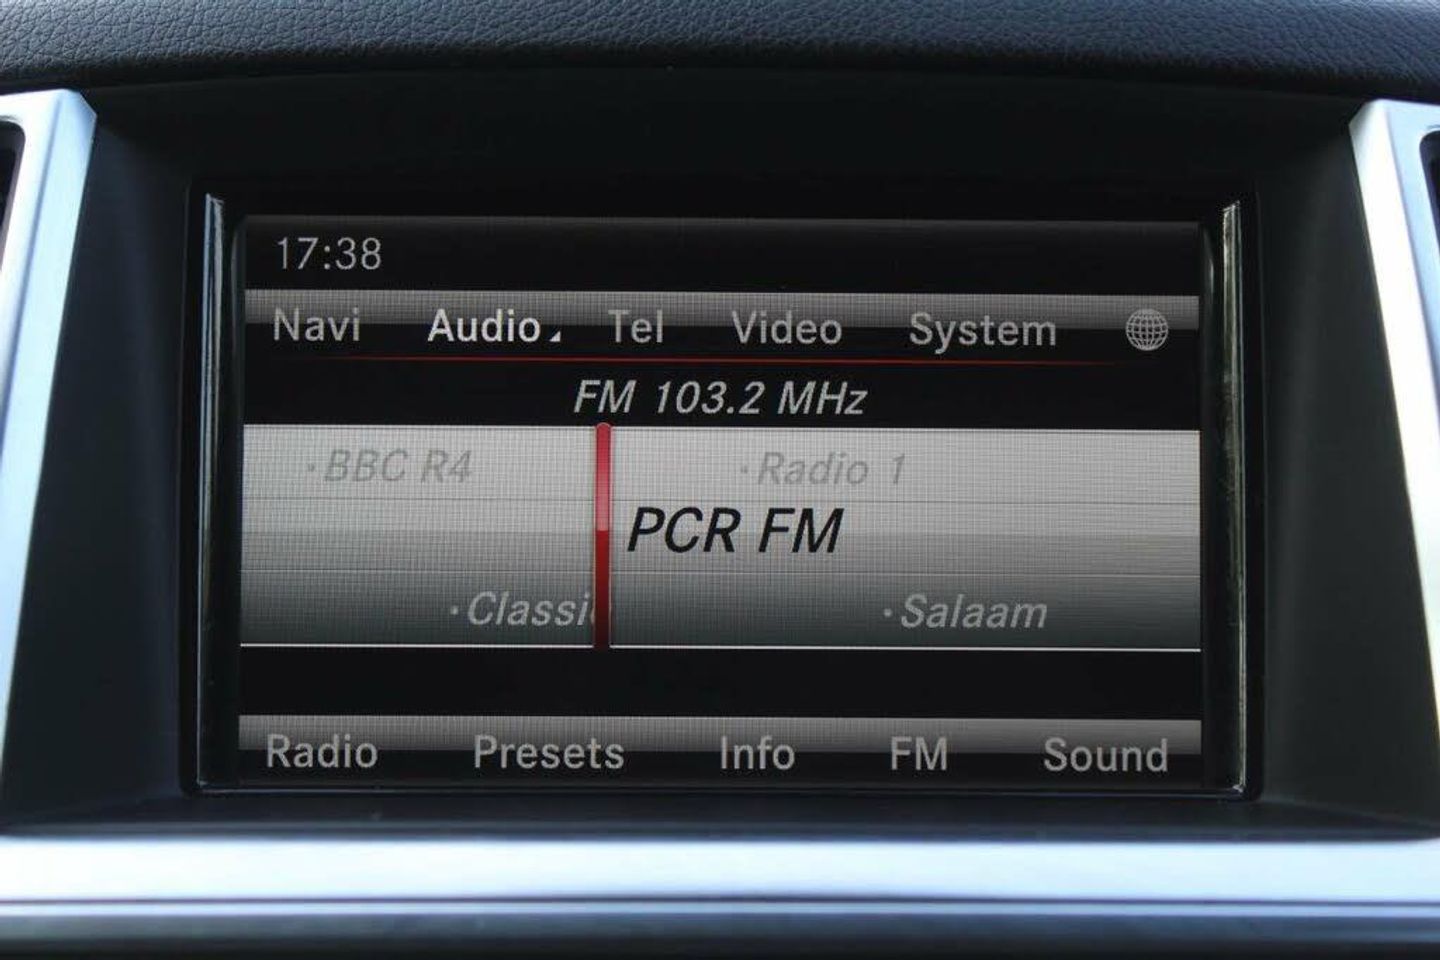 17:38
Navi Audio Tel Video System
FM 103.2 MHz
·BBC R4 ·Radio 1
PCR FM
·Classi ·Salaam
Radio Presets Info FM Sound